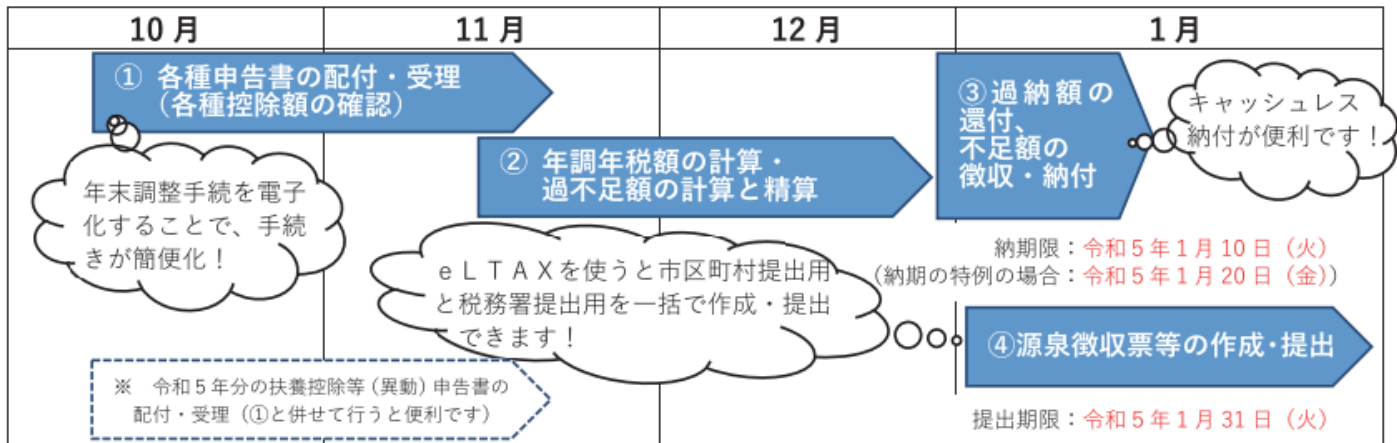 10月
11月
12月
1月
① 各種申告書の配付・受理
（各種控除額の確認）
年末調整手続を電子
化することで、手続
きが簡便化！
② 年調年税額の計算・
過不足額の計算と精算
③過納額の
還付、
不足額の
徴収・納付
キャッシュレス
納付が便利です！
納期限：令和5年1月10日（火）
（納期の特例の場合：令和5年1月20日（金））
eLTAXを使うと市区町村提出用
と税務署提出用を一括で作成・提出
できます！
④源泉徴収票等の作成・提出
提出期限：令和5年1月31日（火）
※ 令和5年分の扶養控除等（異動）申告書の
配付・受理（①と併せて行うと便利です）